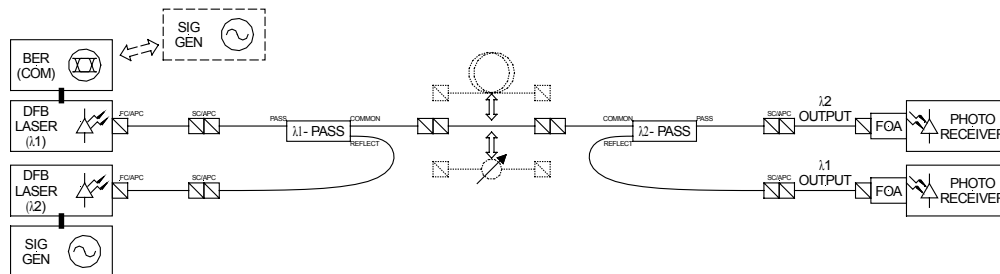 SIG
GEN
BER
(COM)
DFB
LASER
(λ1)
FC/APC
SC/APC
PASS
λ1- PASS
COMMON
REFLECT
COMMON
REFLECT
λ2- PASS
PASS
SC/APC
λ2
OUTPUT
FOA
PHOTO
RECEIVER
DFB
LASER
(λ2)
FC/APC
SC/APC
SC/APC
λ1
OUTPUT
FOA
PHOTO
RECEIVER
SIG
GEN